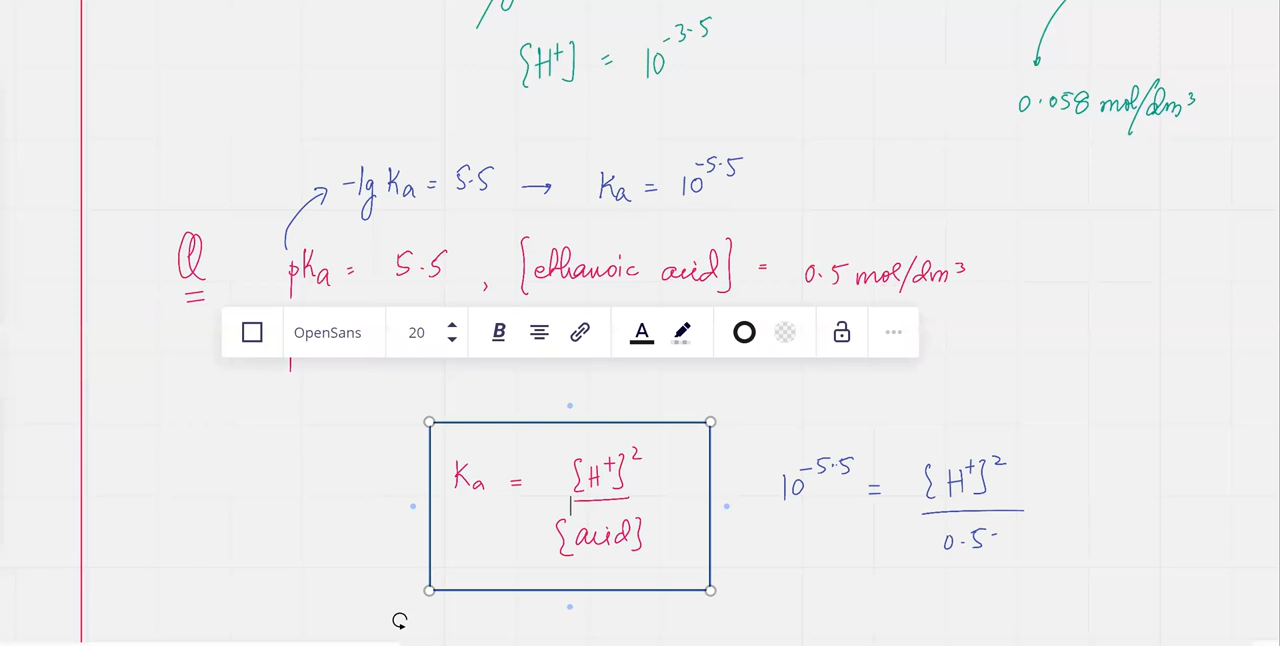 [H+] = 10^-3.5
0.058 mol/dm³
-lg Ka = 5.5 → Ka = 10^-5.5
Q pKa = 5.5 , [ethanoic acid] = 0.5 mol/dm³
OpenSans 20 B A
Ka = [H+]² / [acid]
10^-5.5 = [H+]² / 0.5